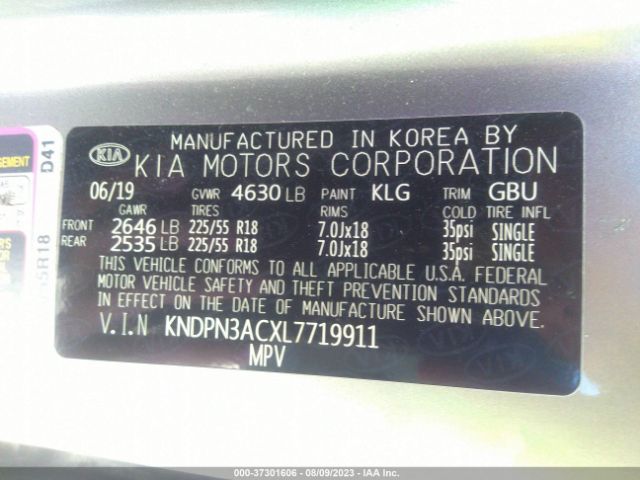 MANUFACTURED IN KOREA BY
KIA KIA MOTORS CORPORATION
06/19 GVWR 4630 LB PAINT KLG TRIM GBU
GAWR TIRES RIMS COLD TIRE INFL
FRONT 2646 LB 225/55 R18 7.0Jx18 35psi SINGLE
REAR 2535 LB 225/55 R18 7.0Jx18 35psi SINGLE
THIS VEHICLE CONFORMS TO ALL APPLICABLE U.S.A. FEDERAL
MOTOR VEHICLE SAFETY AND THEFT PREVENTION STANDARDS
IN EFFECT ON THE DATE OF MANUFACTURE SHOWN ABOVE.
V.I.N KNDPN3ACXL7719911
MPV
D41
5R18
000-37301606 - 08/09/2023 - IAA, Inc.